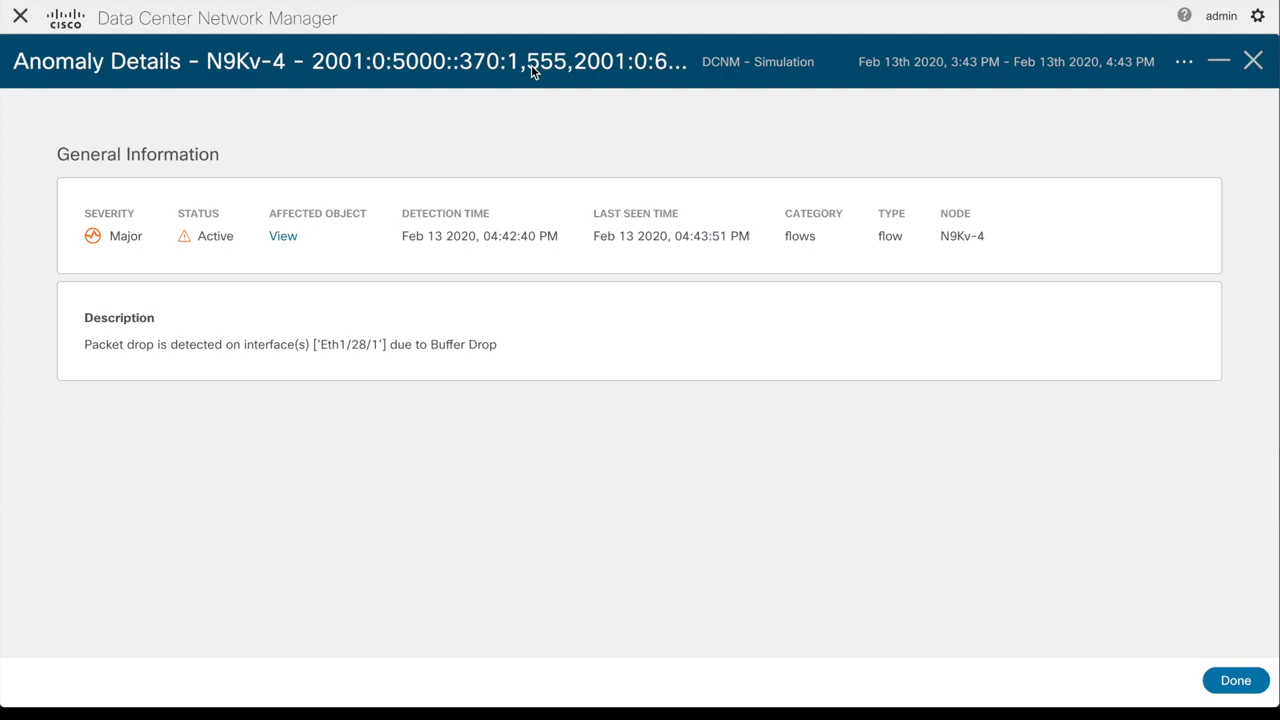 CISCO Data Center Network Manager admin
Anomaly Details - N9Kv-4 - 2001:0:5000::370:1,555,2001:0:6... DCNM - Simulation Feb 13th 2020, 3:43 PM - Feb 13th 2020, 4:43 PM
General Information
SEVERITY STATUS AFFECTED OBJECT DETECTION TIME LAST SEEN TIME CATEGORY TYPE NODE
Major Active View Feb 13 2020, 04:42:40 PM Feb 13 2020, 04:43:51 PM flows flow N9Kv-4
Description
Packet drop is detected on interface(s) ['Eth1/28/1'] due to Buffer Drop
Done